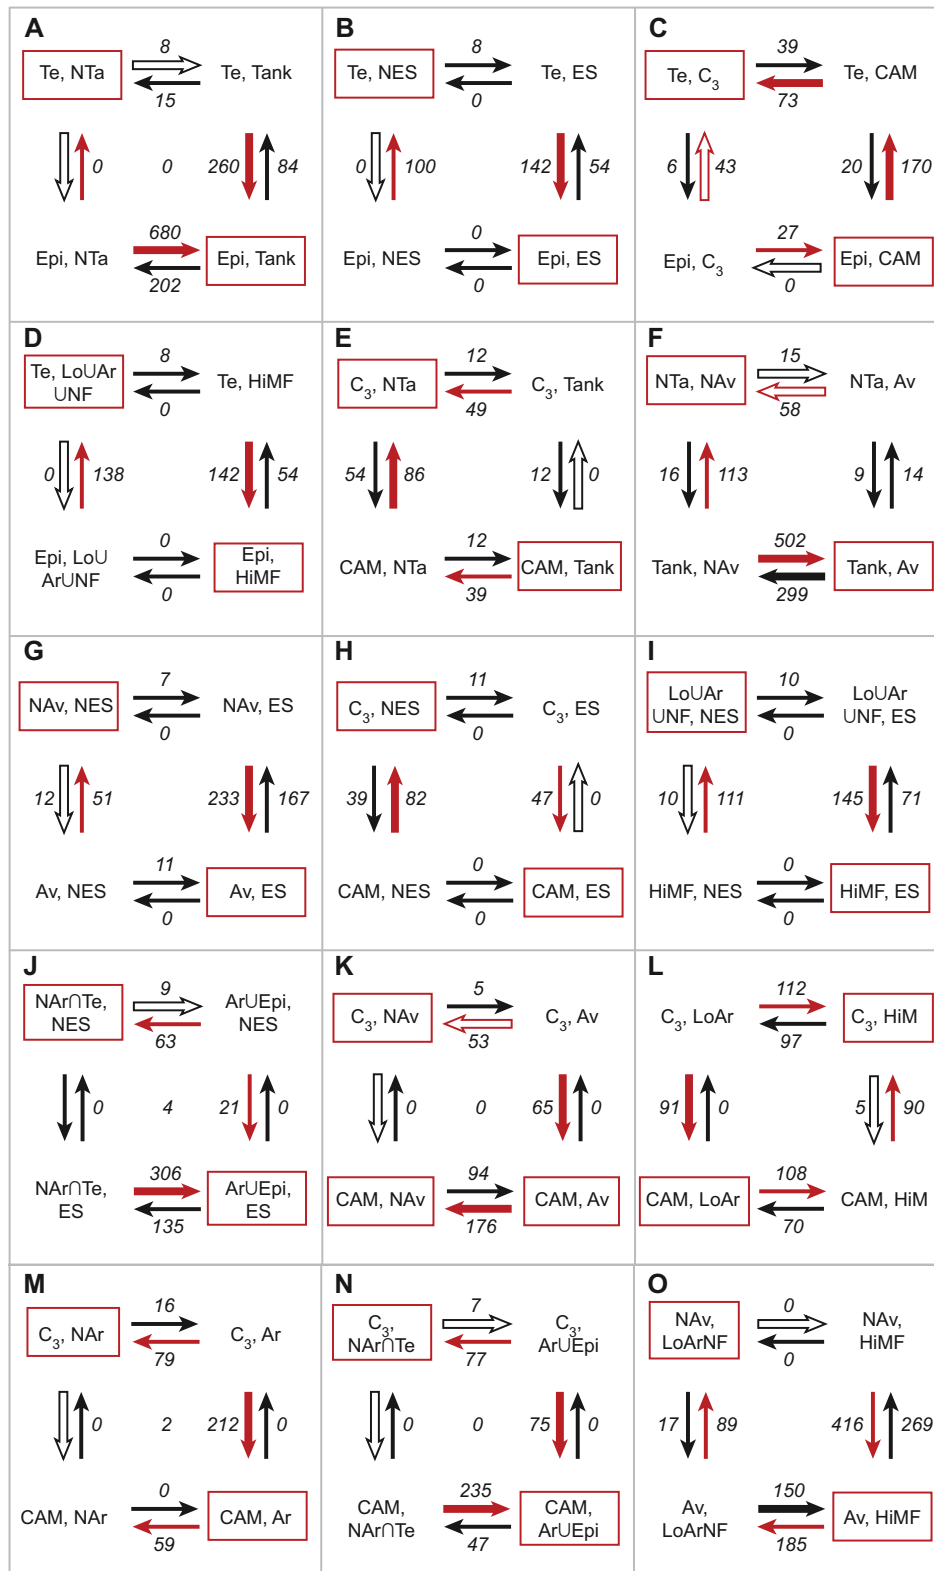 A
8
Te, NTa
Te, Tank
15
0
0
260
84
680
Epi, NTa
Epi, Tank
202
B
8
Te, NES
Te, ES
0
0
100
142
54
0
Epi, NES
Epi, ES
0
C
39
Te, C₃
Te, CAM
73
6
43
20
170
27
Epi, C₃
Epi, CAM
0
D
8
Te, LoUAr
UNF
Te, HiMF
0
0
138
142
54
0
Epi, LoU
ArUNF
Epi,
HiMF
0
E
12
C₃, NTa
C₃, Tank
49
54
86
12
0
12
CAM, NTa
CAM, Tank
39
F
15
NTa, NAv
NTa, Av
58
16
113
9
14
502
Tank, NAv
Tank, Av
299
G
7
NAv, NES
NAv, ES
0
12
51
233
167
11
Av, NES
Av, ES
0
H
11
C₃, NES
C₃, ES
0
39
82
47
0
0
CAM, NES
CAM, ES
0
I
10
LoUAr
UNF, NES
LoUAr
UNF, ES
0
10
111
145
71
0
HiMF, NES
HiMF, ES
0
J
9
NAr∩Te,
NES
ArUEpi,
NES
63
0
4
21
0
306
NAr∩Te,
ES
ArUEpi,
ES
135
K
5
C₃, NAv
C₃, Av
53
0
0
65
0
94
CAM, NAv
CAM, Av
176
L
112
C₃, LoAr
C₃, HiM
97
91
0
5
90
108
CAM, LoAr
CAM, HiM
70
M
16
C₃, NAr
C₃, Ar
79
0
2
212
0
0
CAM, NAr
CAM, Ar
59
N
7
C₃,
NAr∩Te
C₃,
ArUEpi
77
0
0
75
0
235
CAM,
NAr∩Te
CAM,
ArUEpi
47
O
0
NAv,
LoArNF
NAv,
HiMF
0
17
89
416
269
150
Av,
LoArNF
Av, HiMF
185